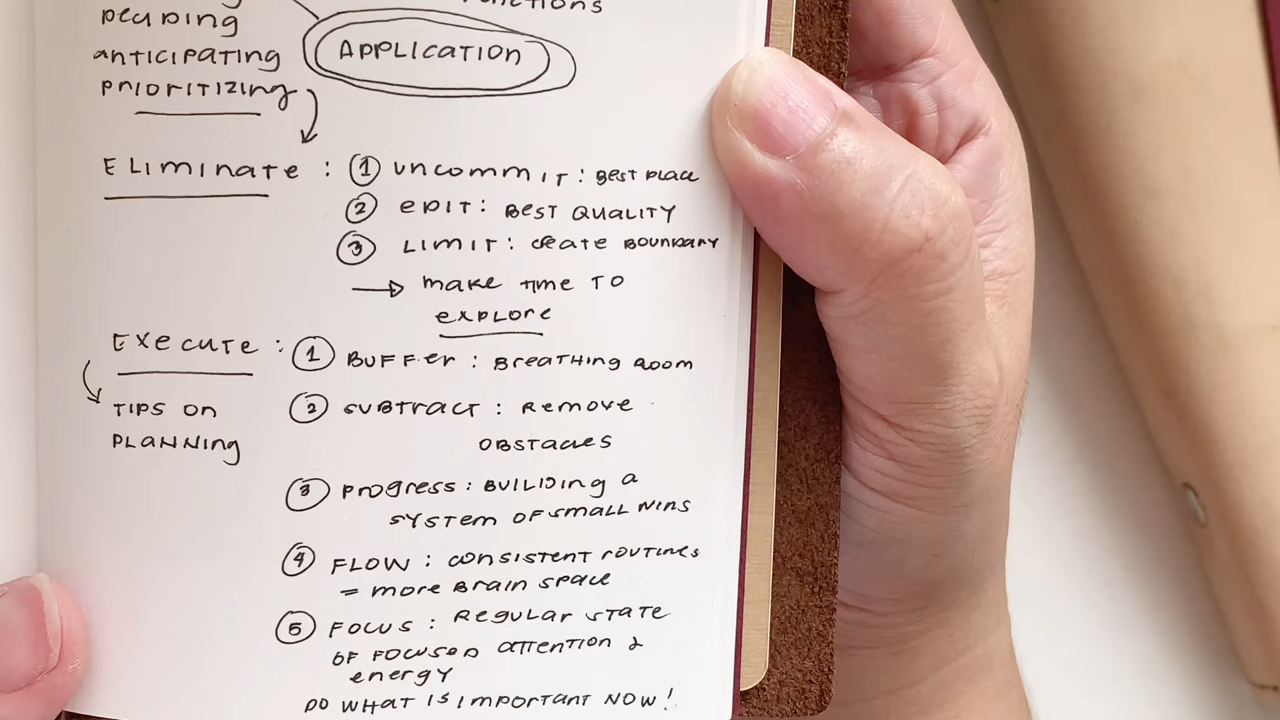 DECIDING
ANTICIPATING
PRIORITIZING
APPLICATION
ELIMINATE : ① UNCOMMIT : BEST PLACE
② EDIT : BEST QUALITY
③ LIMIT : CREATE BOUNDARY
→ MAKE TIME TO
EXPLORE
EXECUTE : ① BUFFER : BREATHING ROOM
TIPS ON
PLANNING
② SUBTRACT : REMOVE
OBSTACLES
③ PROGRESS : BUILDING A
SYSTEM OF SMALL WINS
④ FLOW : CONSISTENT ROUTINES
= MORE BRAIN SPACE
⑤ FOCUS : REGULAR STATE
OF FOCUSED ATTENTION &
ENERGY
DO WHAT IS IMPORTANT NOW!